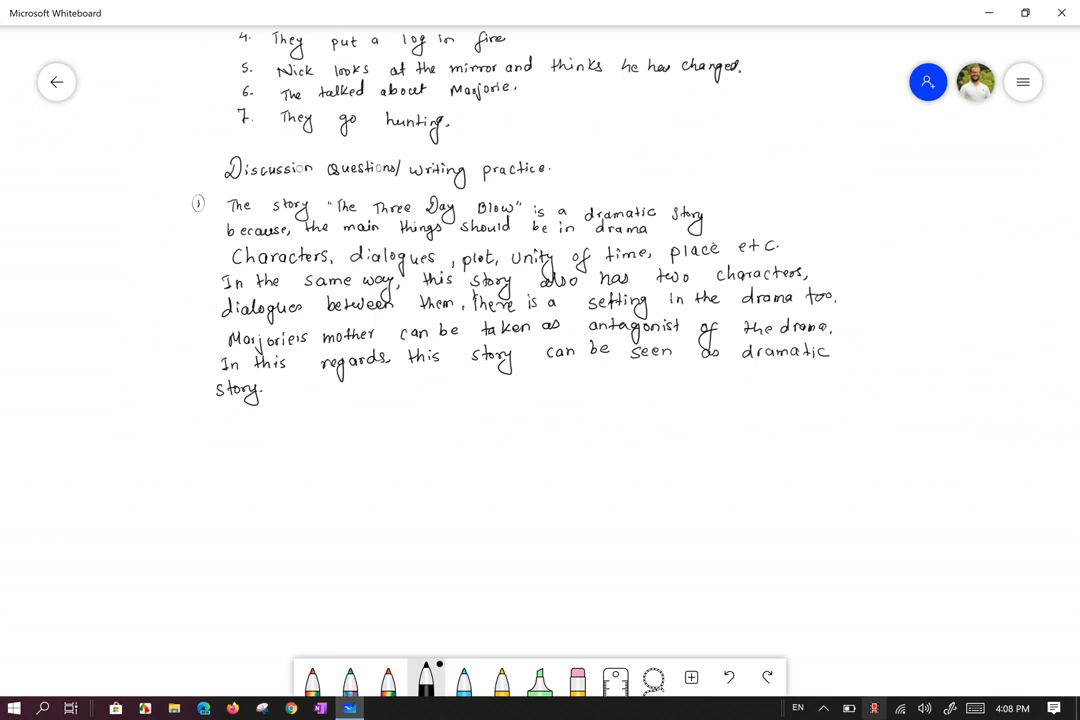 Microsoft Whiteboard
4. They put a log in fire
5. Nick looks at the mirror and thinks he has changed.
6. The talked about Marjorie.
7. They go hunting.
Discussion Questions/ writing practice.
1 The story "The Three Day Blow" is a dramatic story
because, the main things should be in drama
Characters, dialogues, plot, unity of time, place etc.
In the same way, this story also has two characters,
dialogues between them, There is a setting in the drama too.
Marjorie's mother can be taken as antagonist of the drama.
In this regards, this story can be seen as dramatic
story.
EN 4:08 PM